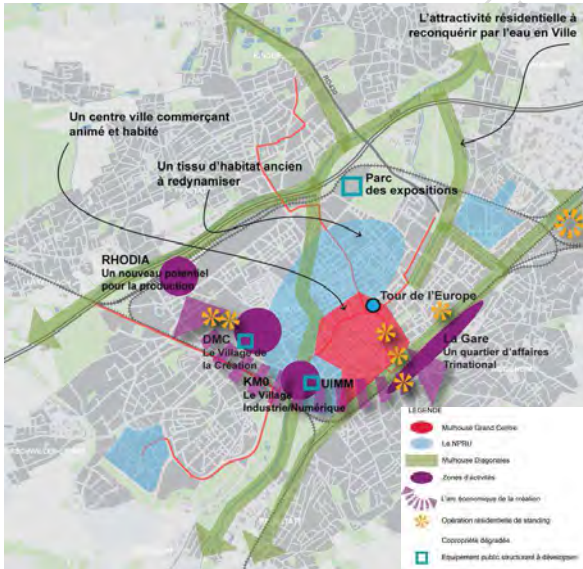 L'attractivité résidentielle à
reconquérir par l'eau en Ville
Un centre ville commerçant
animé et habité
Un tissu d'habitat ancien
à redynamiser
Parc
des expositions
RHODIA
Un nouveau potentiel
pour la production
Tour de l'Europe
DMC
Le Village de
la Création
La Gare
Un quartier d'affaires
Trinational
KM0
Le Village
Industrie/Numérique
UIMM
LEGENDE
Mulhouse Grand Centre
Le NPRU
Mulhouse Diagonales
Zones d'activités
L'arc économique de la création
Opération résidentielle de standing
Copropriété dégradées
Equipement public structurant à développer